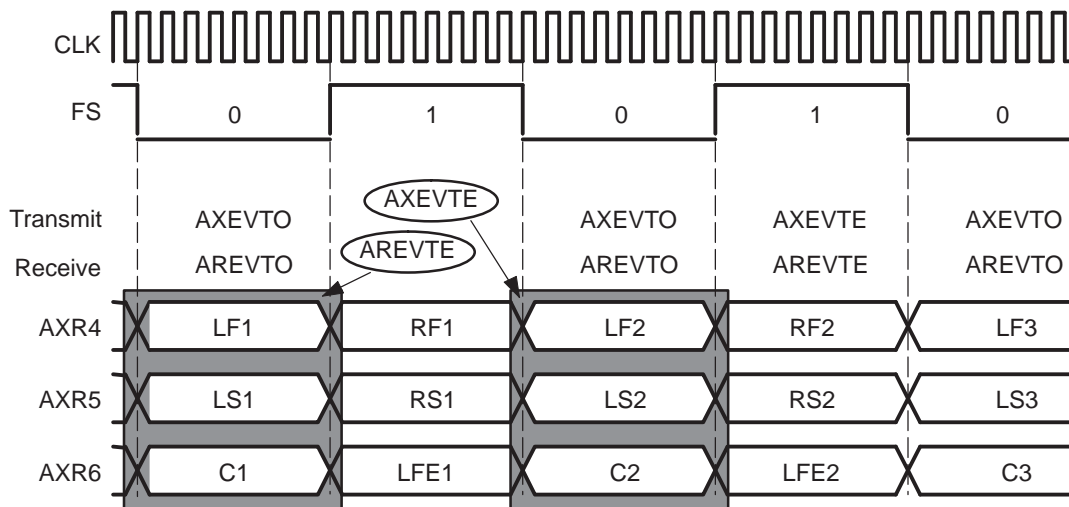 CLK
FS 0 1 0 1 0
AXEVTE
Transmit AXEVTO AXEVTO AXEVTE AXEVTO
AREVTE
Receive AREVTO AREVTO AREVTE AREVTO
AXR4 LF1 RF1 LF2 RF2 LF3
AXR5 LS1 RS1 LS2 RS2 LS3
AXR6 C1 LFE1 C2 LFE2 C3